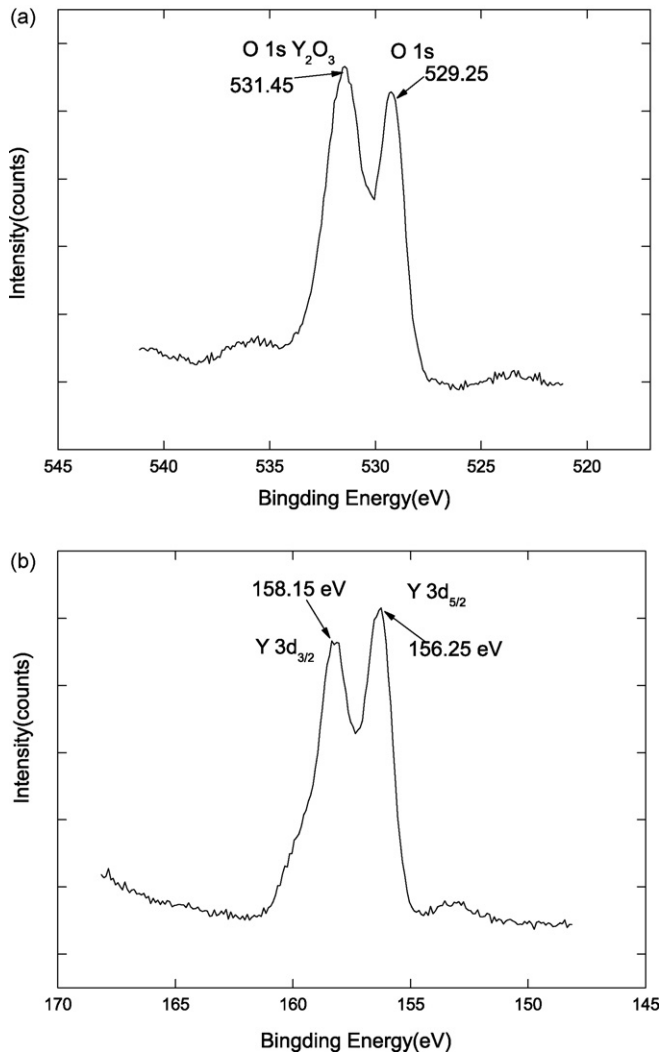 (a)
O 1s Y₂O₃
O 1s
531.45
529.25
Intensity(counts)
545 540 535 530 525 520
Bingding Energy(eV)
(b)
158.15 eV
Y 3d₅/₂
Y 3d₃/₂
156.25 eV
Intensity(counts)
170 165 160 155 150 145
Bingding Energy(eV)